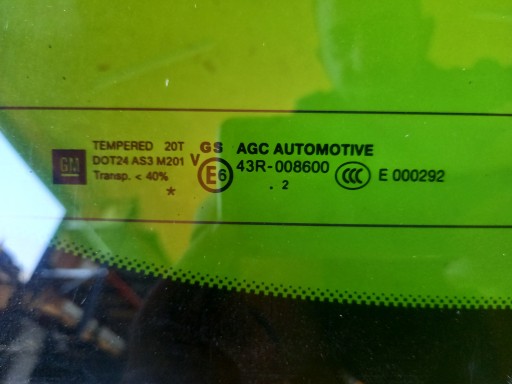 GM
TEMPERED 20T GS AGC AUTOMOTIVE
DOT24 AS3 M201 V E6 43R-008600 CCC E 000292
Transp. < 40%
* . 2